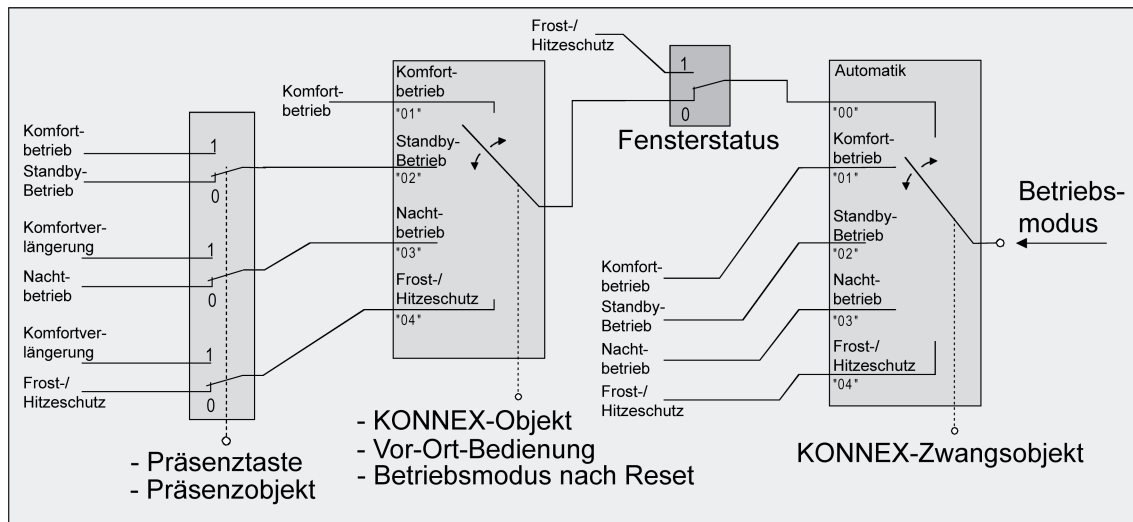 Komfort-
betrieb
Standby-
Betrieb
Komfortver-
längerung
Nacht-
betrieb
Komfortver-
längerung
Frost-/
Hitzeschutz
1
0
1
0
1
0
- Präsenztaste
- Präsenzobjekt
Komfort-
betrieb
Komfort-
betrieb
"01"
Standby-
Betrieb
"02"
Nacht-
betrieb
"03"
Frost-/
Hitzeschutz
"04"
- KONNEX-Objekt
- Vor-Ort-Bedienung
- Betriebsmodus nach Reset
Frost-/
Hitzeschutz
1
0
Fensterstatus
Komfort-
betrieb
Standby-
Betrieb
Nacht-
betrieb
Frost-/
Hitzeschutz
Automatik
"00"
Komfort-
betrieb
"01"
Standby-
Betrieb
"02"
Nacht-
betrieb
"03"
Frost-/
Hitzeschutz
"04"
KONNEX-Zwangsobjekt
Betriebs-
modus